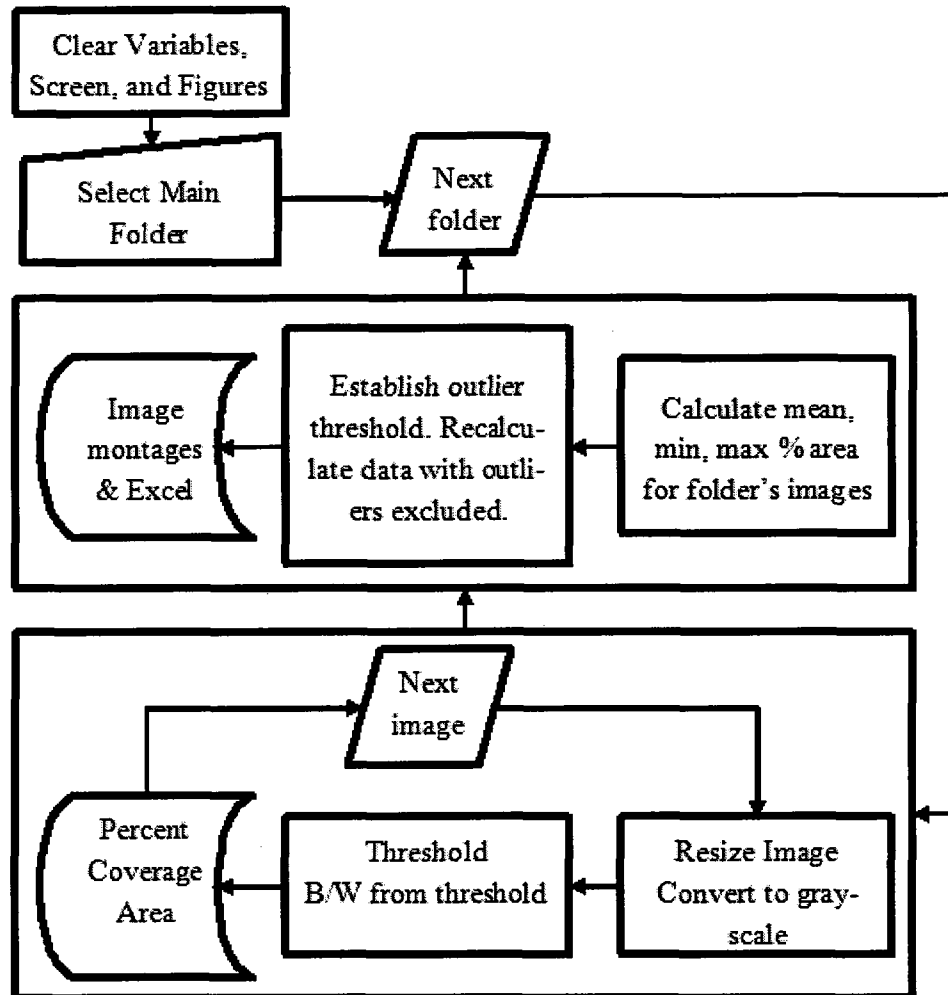 Clear Variables,
Screen, and Figures
Select Main
Folder
Next
folder
Image
montages
& Excel
Establish outlier
threshold. Recalcu-
late data with outli-
ers excluded.
Calculate mean,
min, max % area
for folder's images
Next
image
Percent
Coverage
Area
Threshold
B/W from threshold
Resize Image
Convert to gray-
scale